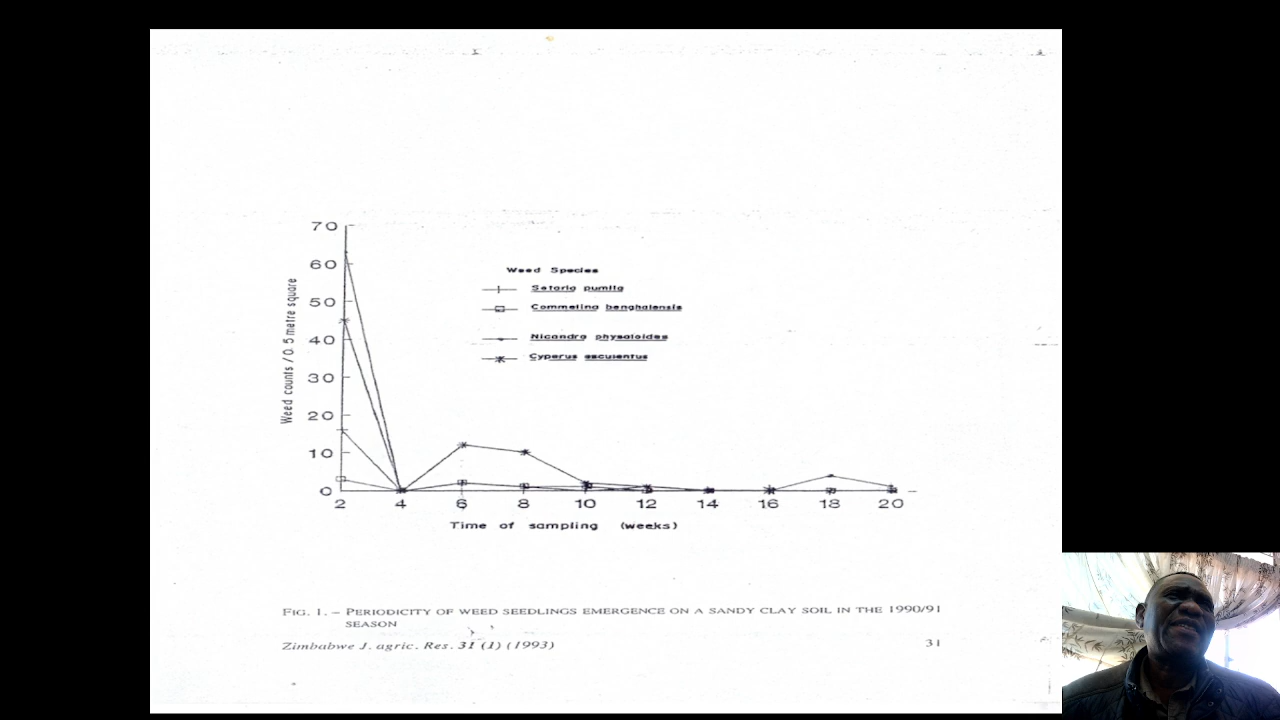 70
60
50
40
30
20
10
0
Weed counts / 0.5 metre square
Weed Species
Setaria pumila
Commelina benghalensis
Nicandra physaloides
Cyperus esculentus
2 4 6 8 10 12 14 16 18 20
Time of sampling (weeks)
FIG. 1. – PERIODICITY OF WEED SEEDLINGS EMERGENCE ON A SANDY CLAY SOIL IN THE 1990/91
SEASON
Zimbabwe J. agric. Res. 31 (1) (1993)
31